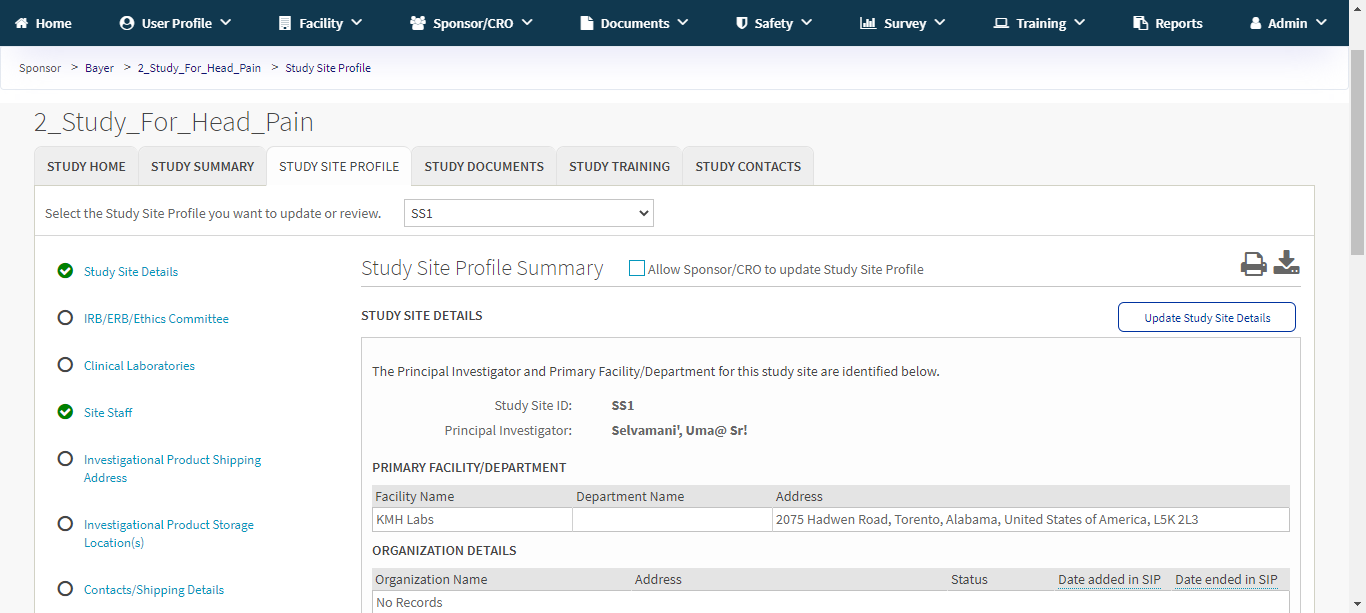 Home User Profile Facility Sponsor/CRO Documents Safety Survey Training Reports Admin
Sponsor > Bayer > 2_Study_For_Head_Pain > Study Site Profile
2_Study_For_Head_Pain
STUDY HOME STUDY SUMMARY STUDY SITE PROFILE STUDY DOCUMENTS STUDY TRAINING STUDY CONTACTS
Select the Study Site Profile you want to update or review. SS1
Study Site Details
IRB/ERB/Ethics Committee
Clinical Laboratories
Site Staff
Investigational Product Shipping
Address
Investigational Product Storage
Location(s)
Contacts/Shipping Details
Study Site Profile Summary Allow Sponsor/CRO to update Study Site Profile
STUDY SITE DETAILS Update Study Site Details
The Principal Investigator and Primary Facility/Department for this study site are identified below.
Study Site ID: SS1
Principal Investigator: Selvamani', Uma@ Sr!
PRIMARY FACILITY/DEPARTMENT
Facility Name Department Name Address
KMH Labs 2075 Hadwen Road, Torento, Alabama, United States of America, L5K 2L3
ORGANIZATION DETAILS
Organization Name Address Status Date added in SIP Date ended in SIP
No Records